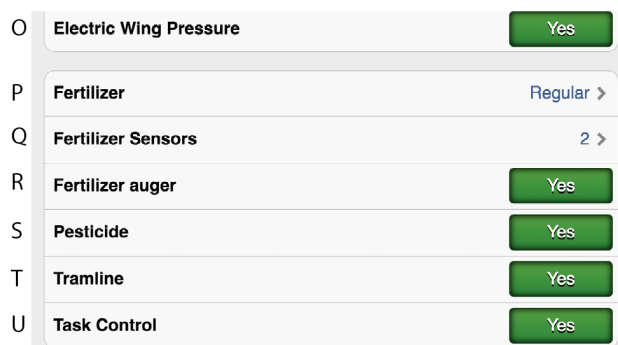 O Electric Wing Pressure Yes
P Fertilizer Regular >
Q Fertilizer Sensors 2 >
R Fertilizer auger Yes
S Pesticide Yes
T Tramline Yes
U Task Control Yes